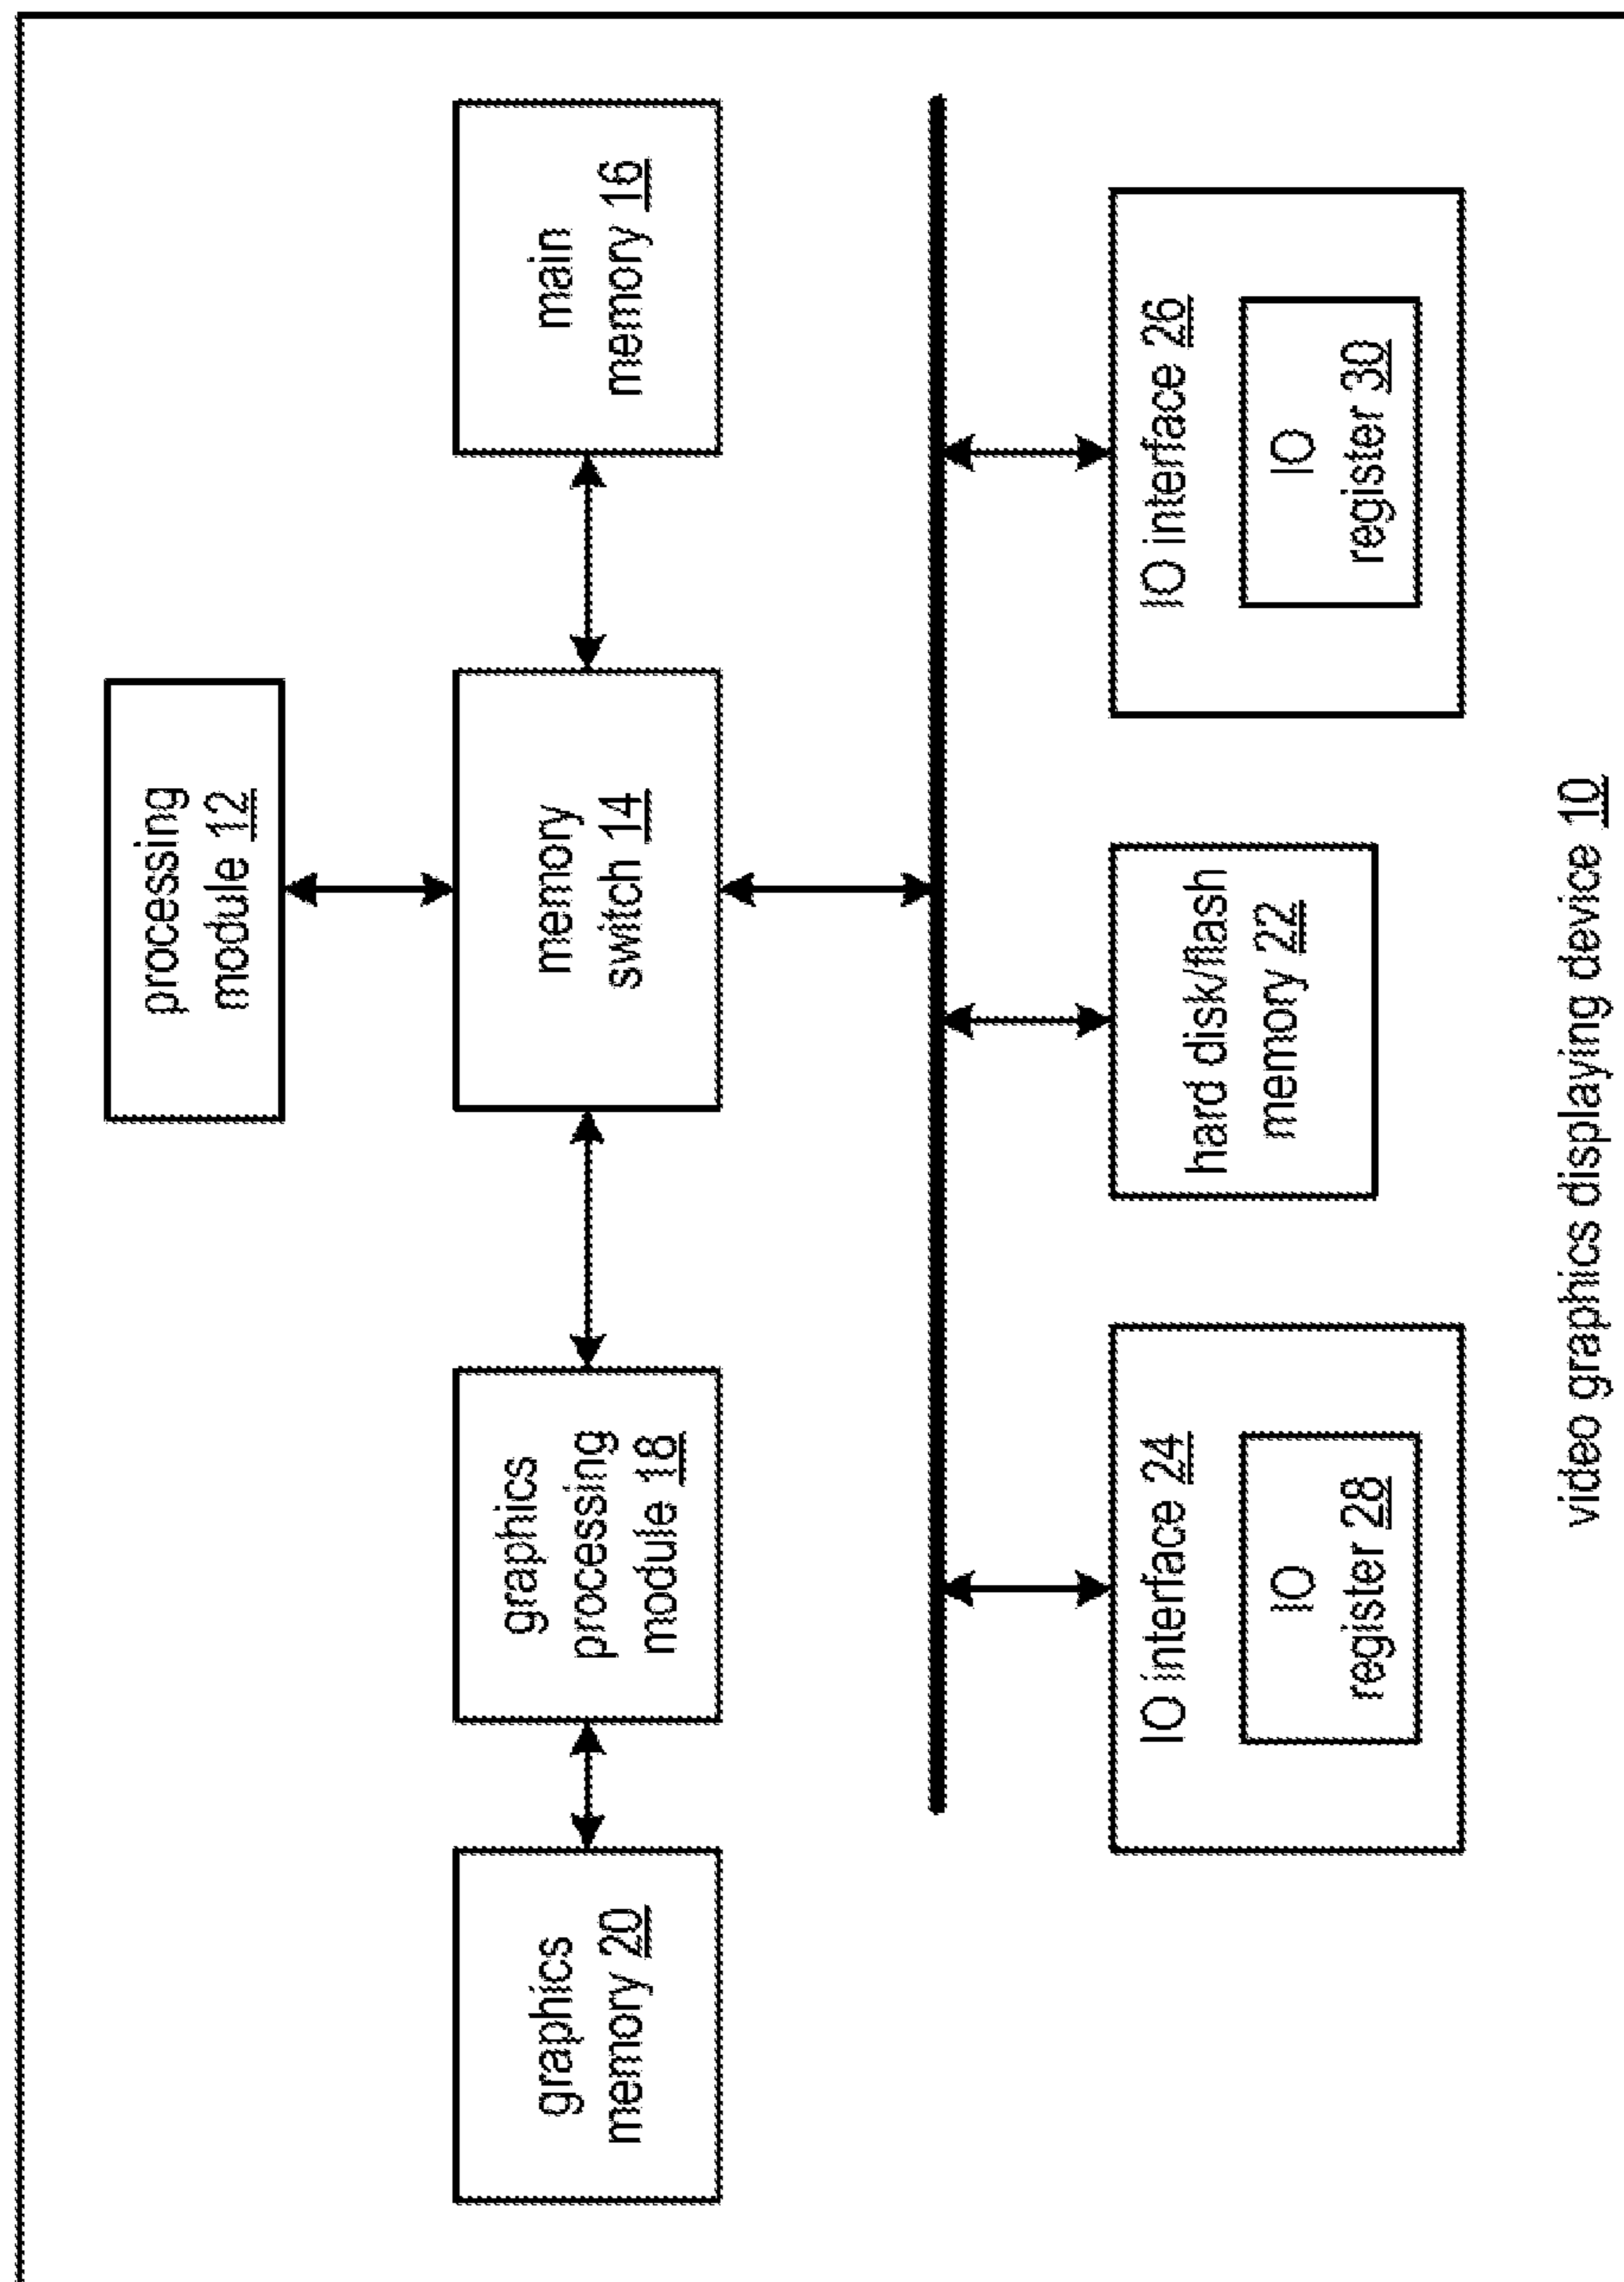 processing
module 12
graphics
memory 20
graphics
processing
module 18
memory
switch 14
main
memory 16
IO interface 24
IO
register 28
hard disk/flash
memory 22
IO interface 26
IO
register 30
video graphics displaying device 10